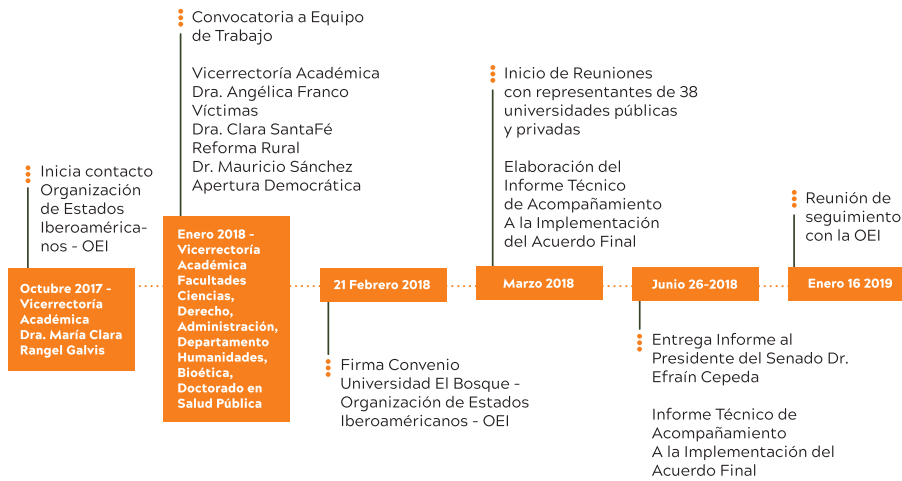 Inicia contacto
Organización
de Estados
Iberoamérica-
nos - OEI
Octubre 2017 -
Vicerrectoría
Académica
Dra. María Clara
Rangel Galvis
Convocatoria a Equipo
de Trabajo
Vicerrectoría Académica
Dra. Angélica Franco
Víctimas
Dra. Clara SantaFé
Reforma Rural
Dr. Mauricio Sánchez
Apertura Democrática
Enero 2018 -
Vicerrectoría
Académica
Facultades
Ciencias,
Derecho,
Administración,
Departamento
Humanidades,
Bioética,
Doctorado en
Salud Pública
21 Febrero 2018
Firma Convenio
Universidad El Bosque -
Organización de Estados
Iberoaméricanos - OEI
Inicio de Reuniones
con representantes de 38
universidades públicas
y privadas
Elaboración del
Informe Técnico
de Acompañamiento
A la Implementación
del Acuerdo Final
Marzo 2018
Junio 26-2018
Entrega Informe al
Presidente del Senado Dr.
Efraín Cepeda
Informe Técnico de
Acompañamiento
A la Implementación del
Acuerdo Final
Reunión de
seguimiento
con la OEI
Enero 16 2019